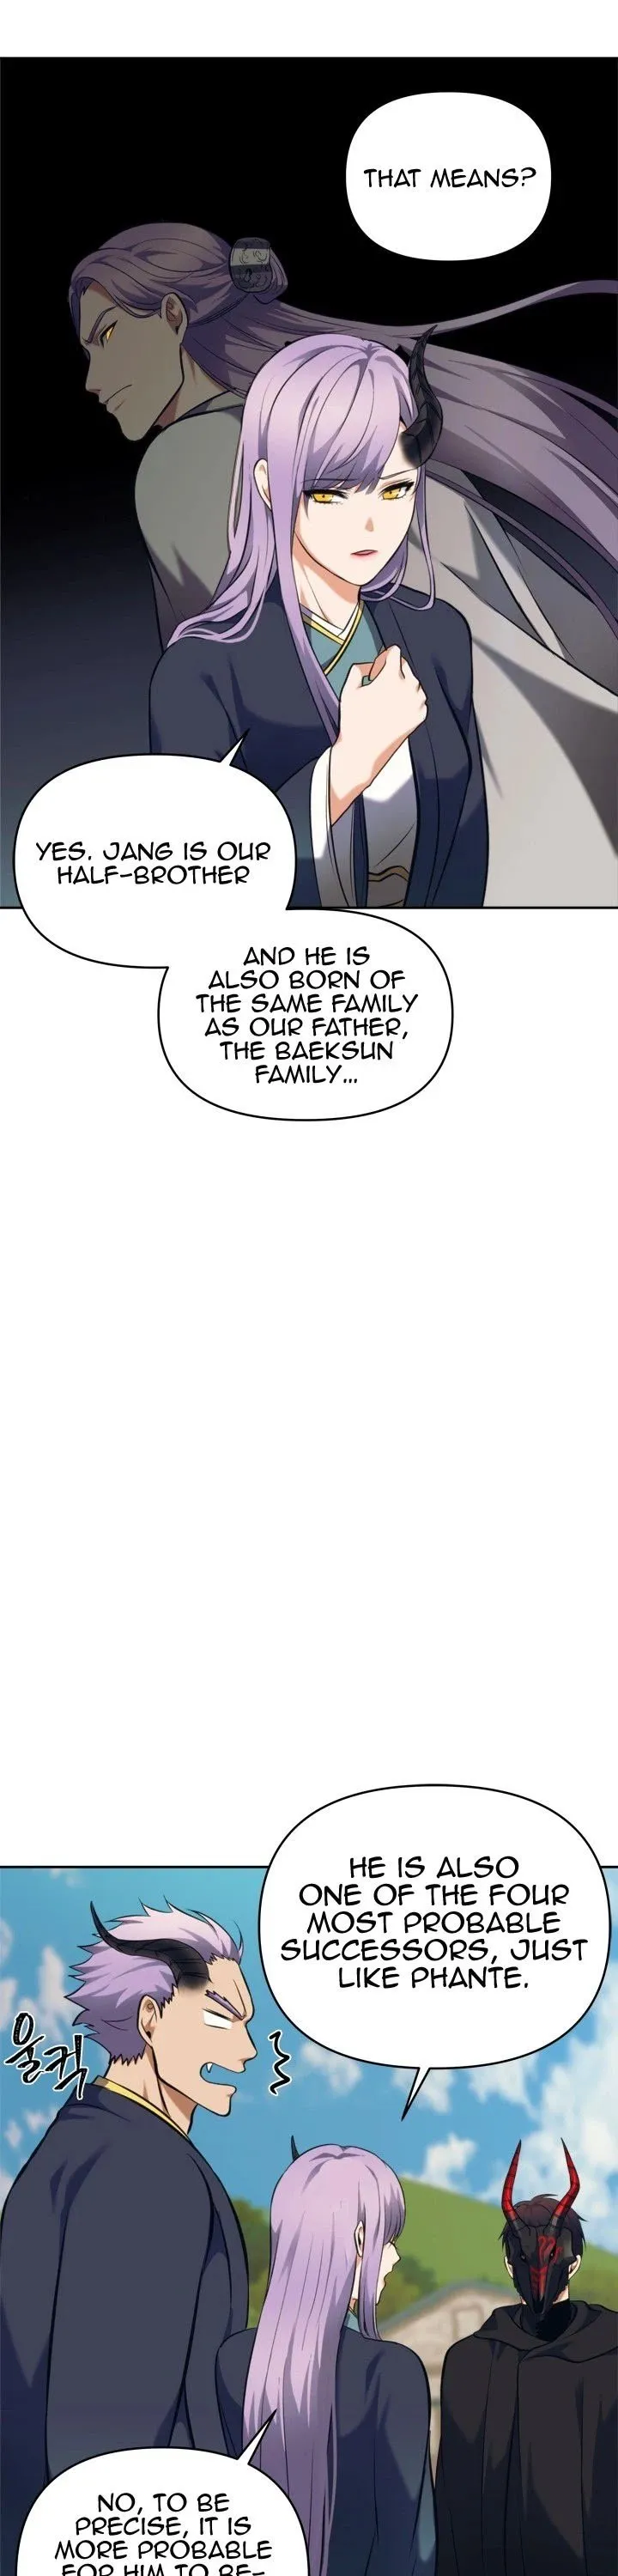 THAT MEANS?
YES. JANG IS OUR
HALF-BROTHER
AND HE IS
ALSO BORN OF
THE SAME FAMILY
AS OUR FATHER,
THE BAEKSUN
FAMILY...
HE IS ALSO
ONE OF THE FOUR
MOST PROBABLE
SUCCESSORS, JUST
LIKE PHANTE.
울컥
NO, TO BE
PRECISE, IT IS
MORE PROBABLE
FOR HIM TO BE-